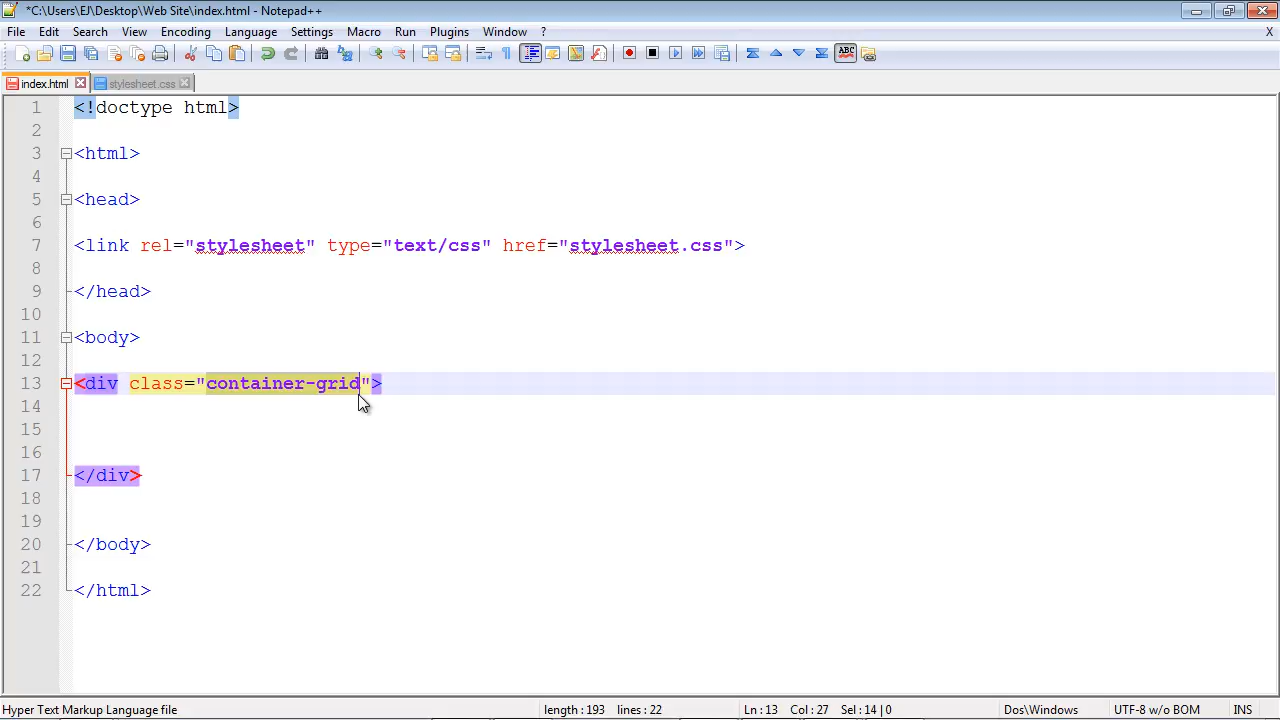 *C:\Users\EJ\Desktop\Web Site\index.html - Notepad++
File Edit Search View Encoding Language Settings Macro Run Plugins Window ? X
index.html stylesheet.css
1 <!doctype html>
2
3 <html>
4
5 <head>
6
7 <link rel="stylesheet" type="text/css" href="stylesheet.css">
8
9 </head>
10
11 <body>
12
13 <div class="container-grid">
14
15
16
17 </div>
18
19
20 </body>
21
22 </html>
Hyper Text Markup Language file length : 193 lines : 22 Ln : 13 Col : 27 Sel : 14 | 0 Dos\Windows UTF-8 w/o BOM INS